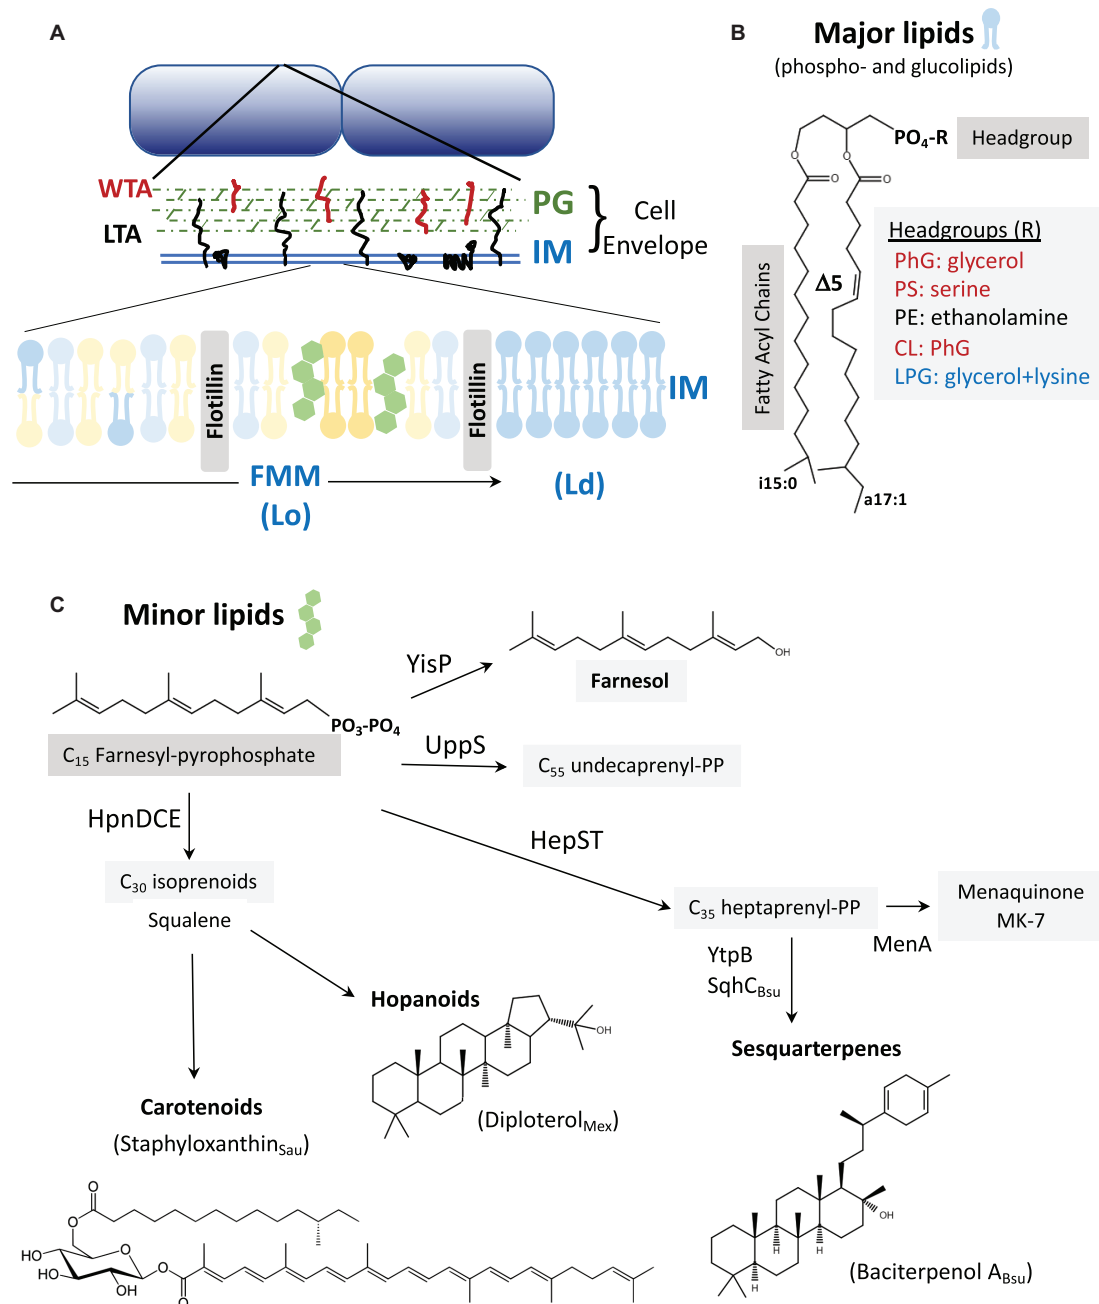 A
WTA
LTA
PG
IM
Cell
Envelope
Flotillin
Flotillin
IM
FMM
(Lo)
(Ld)
B
Major lipids
(phospho- and glucolipids)
PO4-R
Headgroup
O
O
O
O
Headgroups (R)
PhG: glycerol
PS: serine
PE: ethanolamine
CL: PhG
LPG: glycerol+lysine
Δ5
Fatty Acyl Chains
i15:0
a17:1
C
Minor lipids
YisP
OH
Farnesol
PO3-PO4
C15 Farnesyl-pyrophosphate
UppS
C55 undecaprenyl-PP
HpnDCE
HepST
C30 isoprenoids
Squalene
C35 heptaprenyl-PP
Menaquinone
MK-7
MenA
YtpB
SqhCBsu
Hopanoids
OH
(DiploterolMex)
Sesquarterpenes
Carotenoids
(StaphyloxanthinSau)
O
O
HO
O
HO
OH
O
O
OH
H
H
H
(Baciterpenol ABsu)